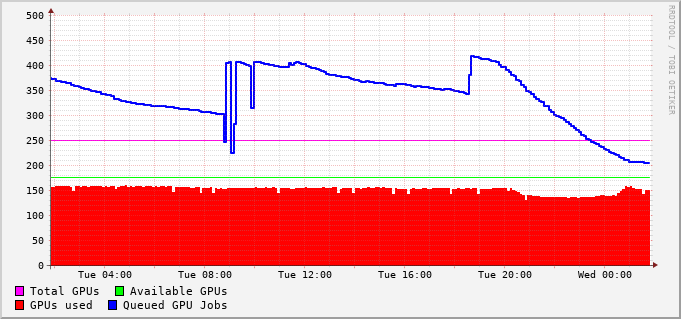 500
450
400
350
300
250
200
150
100
50
0
Tue 04:00 Tue 08:00 Tue 12:00 Tue 16:00 Tue 20:00 Wed 00:00
Total GPUs Available GPUs
GPUs used Queued GPU Jobs
RRDTOOL / TOBI OETIKER